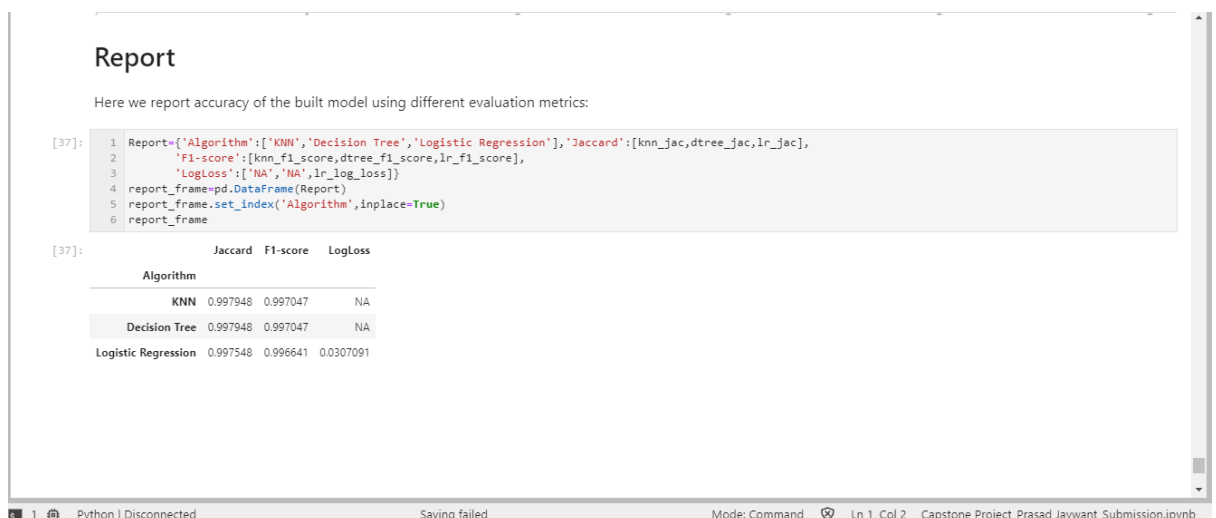 Report
Here we report accuracy of the built model using different evaluation metrics:
[37]: 1 Report={'Algorithm':['KNN','Decision Tree','Logistic Regression'],'Jaccard':[knn_jac,dtree_jac,lr_jac],
2 'F1-score':[knn_f1_score,dtree_f1_score,lr_f1_score],
3 'LogLoss':['NA','NA',lr_log_loss]}
4 report_frame=pd.DataFrame(Report)
5 report_frame.set_index('Algorithm',inplace=True)
6 report_frame
[37]: Jaccard F1-score LogLoss
Algorithm
KNN 0.997948 0.997047 NA
Decision Tree 0.997948 0.997047 NA
Logistic Regression 0.997548 0.996641 0.0307091
1 Python | Disconnected Saving failed Mode: Command Ln 1, Col 2 Capstone Project_Prasad Jaywant_Submission.ipynb